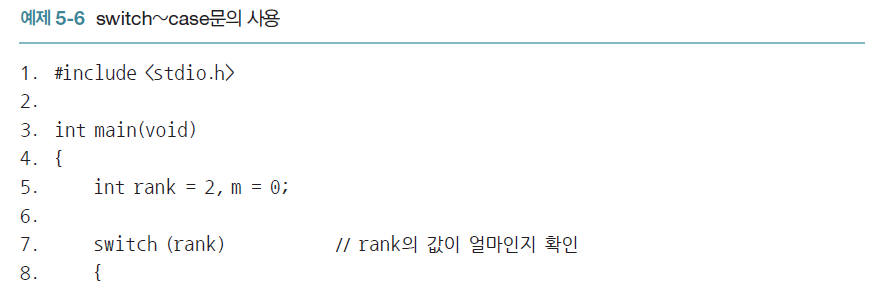 예제 5-6 switch~case문의 사용
1. #include <stdio.h>
2.
3. int main(void)
4. {
5. int rank = 2, m = 0;
6.
7. switch (rank) // rank의 값이 얼마인지 확인
8. {